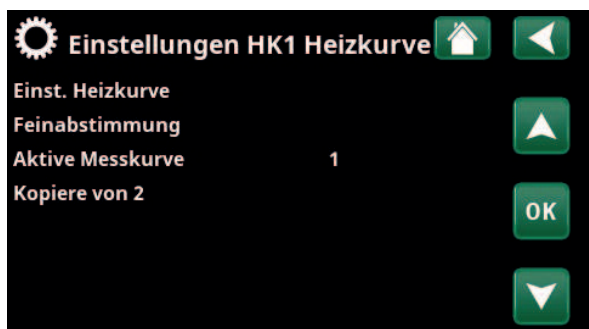 Einstellungen HK1 Heizkurve
Einst. Heizkurve
Feinabstimmung
Aktive Messkurve 1
Kopiere von 2
OK